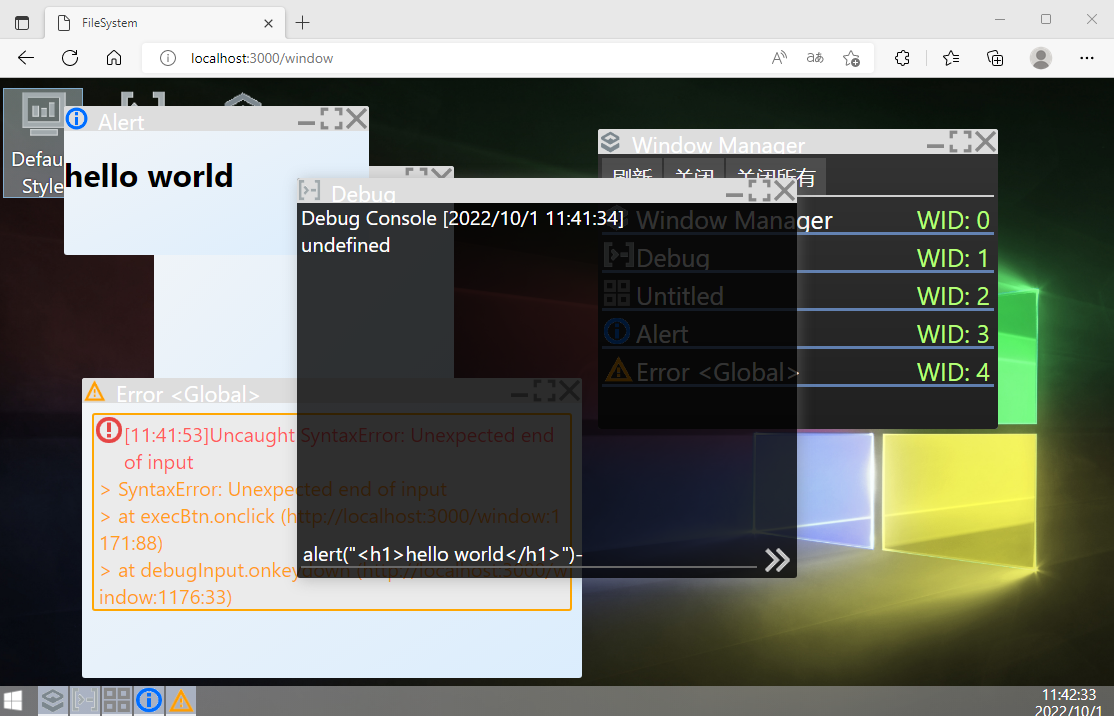 FileSystem
localhost:3000/window
Alert
hello world
Window Manager
刷新 关闭 关闭所有
Window Manager WID: 0
Debug WID: 1
Untitled WID: 2
Alert WID: 3
Error <Global> WID: 4
Debug
Debug Console [2022/10/1 11:41:34]
undefined
alert("<h1>hello world</h1>")-
Error <Global>
[11:41:53]Uncaught SyntaxError: Unexpected end
of input
> SyntaxError: Unexpected end of input
> at execBtn.onclick (http://localhost:3000/window:1
171:88)
> at debugInput.onkeydown (http://localhost:3000/w
indow:1176:33)
Style
11:42:33
2022/10/1